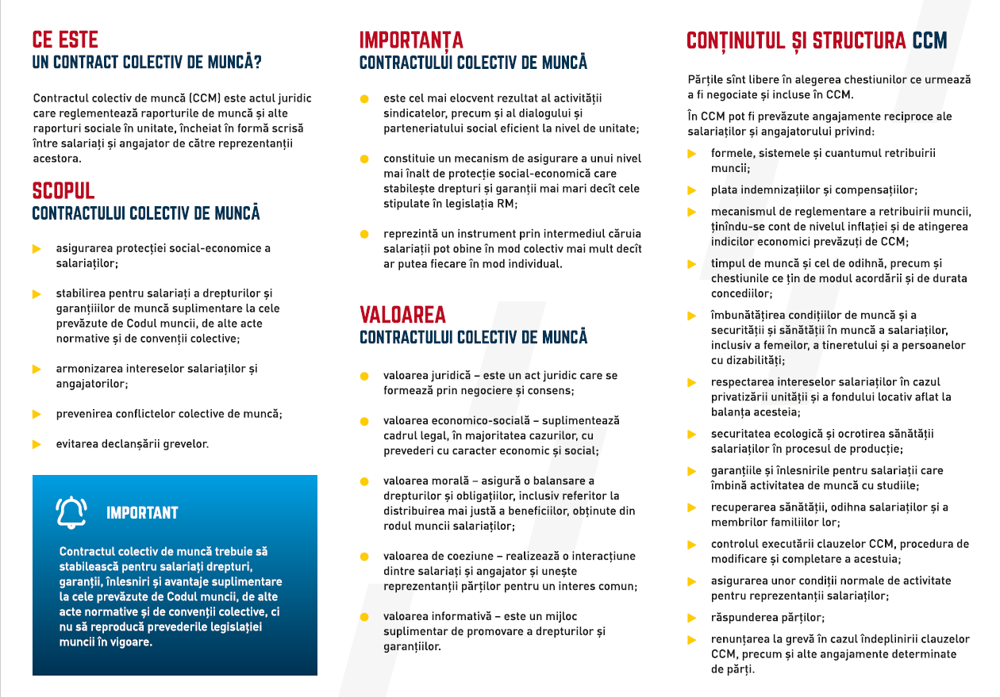 CE ESTE
UN CONTRACT COLECTIV DE MUNCĂ?
Contractul colectiv de muncă (CCM) este actul juridic
care reglementează raporturile de muncă și alte
raporturi sociale în unitate, încheiat în formă scrisă
între salariați și angajator de către reprezentanții
acestora.
SCOPUL
CONTRACTULUI COLECTIV DE MUNCĂ
asigurarea protecției social-economice a
salariaților;
stabilirea pentru salariați a drepturilor și
garanțiiilor de muncă suplimentare la cele
prevăzute de Codul muncii, de alte acte
normative și de convenții colective;
armonizarea intereselor salariaților și
angajatorilor;
prevenirea conflictelor colective de muncă;
evitarea declanșării grevelor.
IMPORTANT
Contractul colectiv de muncă trebuie să
stabilească pentru salariați drepturi,
garanții, înlesniri și avantaje suplimentare
la cele prevăzute de Codul muncii, de alte
acte normative și de convenții colective, ci
nu să reproducă prevederile legislației
muncii în vigoare.
IMPORTANȚA
CONTRACTULUI COLECTIV DE MUNCĂ
este cel mai elocvent rezultat al activității
sindicatelor, precum și al dialogului și
parteneriatului social eficient la nivel de unitate;
constituie un mecanism de asigurare a unui nivel
mai înalt de protecție social-economică care
stabilește drepturi și garanții mai mari decît cele
stipulate în legislația RM;
reprezintă un instrument prin intermediul căruia
salariații pot obine în mod colectiv mai mult decît
ar putea fiecare în mod individual.
VALOAREA
CONTRACTULUI COLECTIV DE MUNCĂ
valoarea juridică – este un act juridic care se
formează prin negociere și consens;
valoarea economico-socială – suplimentează
cadrul legal, în majoritatea cazurilor, cu
prevederi cu caracter economic și social;
valoarea morală – asigură o balansare a
drepturilor și obligațiilor, inclusiv referitor la
distribuirea mai justă a beneficiilor, obținute din
rodul muncii salariaților;
valoarea de coeziune – realizează o interacțiune
dintre salariați și angajator și unește
reprezentanții părților pentru un interes comun;
valoarea informativă – este un mijloc
suplimentar de promovare a drepturilor și
garanțiilor.
CONȚINUTUL ȘI STRUCTURA CCM
Părțile sînt libere în alegerea chestiunilor ce urmează
a fi negociate și incluse în CCM.
În CCM pot fi prevăzute angajamente reciproce ale
salariaților și angajatorului privind:
formele, sistemele și cuantumul retribuirii
muncii;
plata indemnizațiilor și compensațiilor;
mecanismul de reglementare a retribuirii muncii,
ținîndu-se cont de nivelul inflației și de atingerea
indicilor economici prevăzuți de CCM;
timpul de muncă și cel de odihnă, precum și
chestiunile ce țin de modul acordării și de durata
concediilor;
îmbunătățirea condițiilor de muncă și a
securității și sănătății în muncă a salariaților,
inclusiv a femeilor, a tineretului și a persoanelor
cu dizabilități;
respectarea intereselor salariaților în cazul
privatizării unității și a fondului locativ aflat la
balanța acesteia;
securitatea ecologică și ocrotirea sănătății
salariaților în procesul de producție;
garanțiile și înlesnirile pentru salariații care
îmbină activitatea de muncă cu studiile;
recuperarea sănătății, odihna salariaților și a
membrilor familiilor lor;
controlul executării clauzelor CCM, procedura de
modificare și completare a acestuia;
asigurarea unor condiții normale de activitate
pentru reprezentanții salariaților;
răspunderea părților;
renunțarea la grevă în cazul îndeplinirii clauzelor
CCM, precum și alte angajamente determinate
de părți.